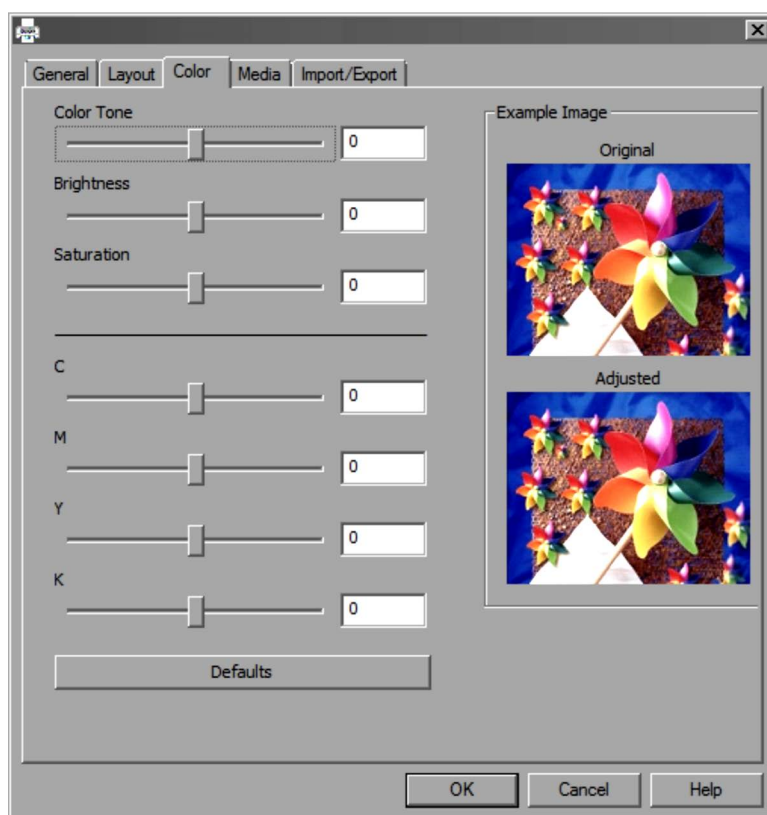 General Layout Color Media Import/Export
Color Tone
0
Brightness
0
Saturation
0
C
0
M
0
Y
0
K
0
Defaults
Example Image
Original
Adjusted
OK Cancel Help